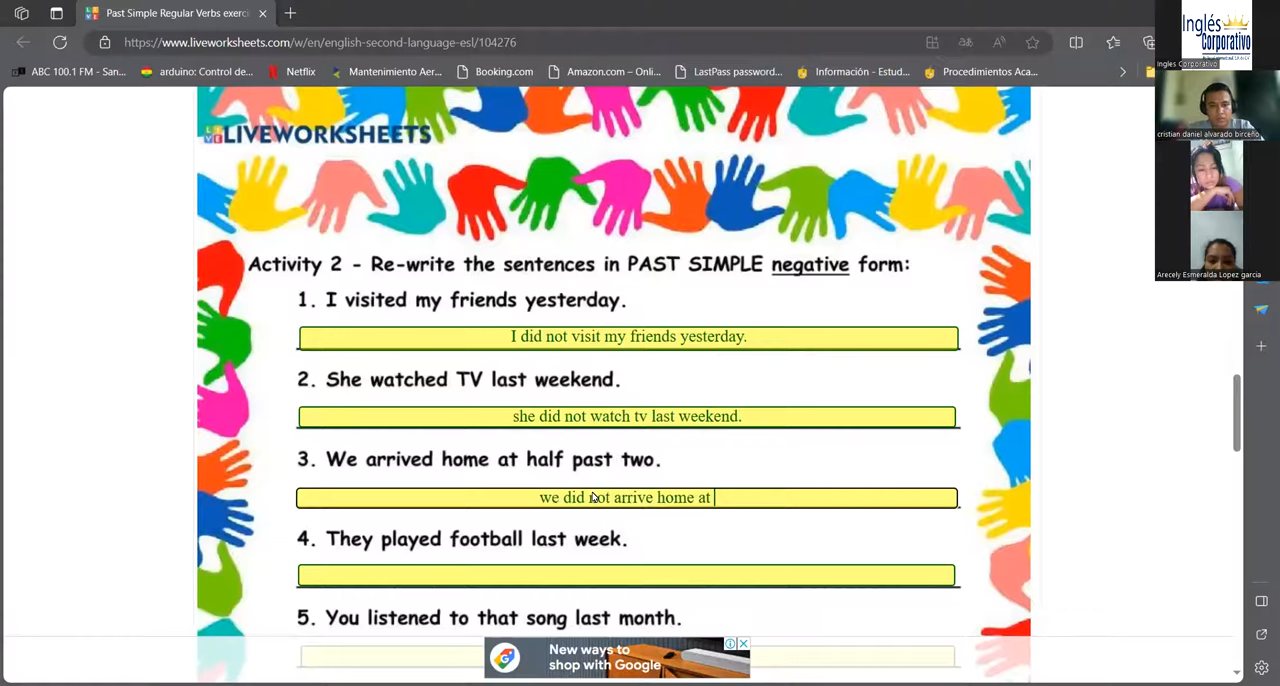 Past Simple Regular Verbs exerci
https://www.liveworksheets.com/w/en/english-second-language-esl/104276
ABC 100.1 FM - San...
arduino: Control de...
Netflix
Mantenimiento Aer...
Booking.com
Amazon.com – Onli...
LastPass password...
Información - Estud...
Procedimientos Aca...
Inglés
Corporativo
Ingles Corporativo
cristian daniel alvarado birceño
Arecely Esmeralda Lopez garcia
LIVEWORKSHEETS
Activity 2 - Re-write the sentences in PAST SIMPLE negative form:
1. I visited my friends yesterday.
I did not visit my friends yesterday.
2. She watched TV last weekend.
she did not watch tv last weekend.
3. We arrived home at half past two.
we did not arrive home at
4. They played football last week.
5. You listened to that song last month.
New ways to
shop with Google